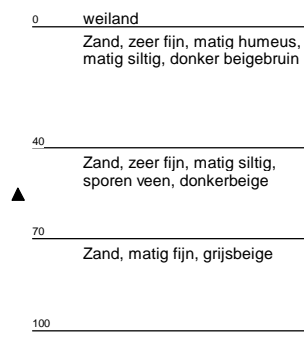 0 weiland
Zand, zeer fijn, matig humeus,
matig siltig, donker beigebruin
40
Zand, zeer fijn, matig siltig,
sporen veen, donkerbeige
70
Zand, matig fijn, grijsbeige
100